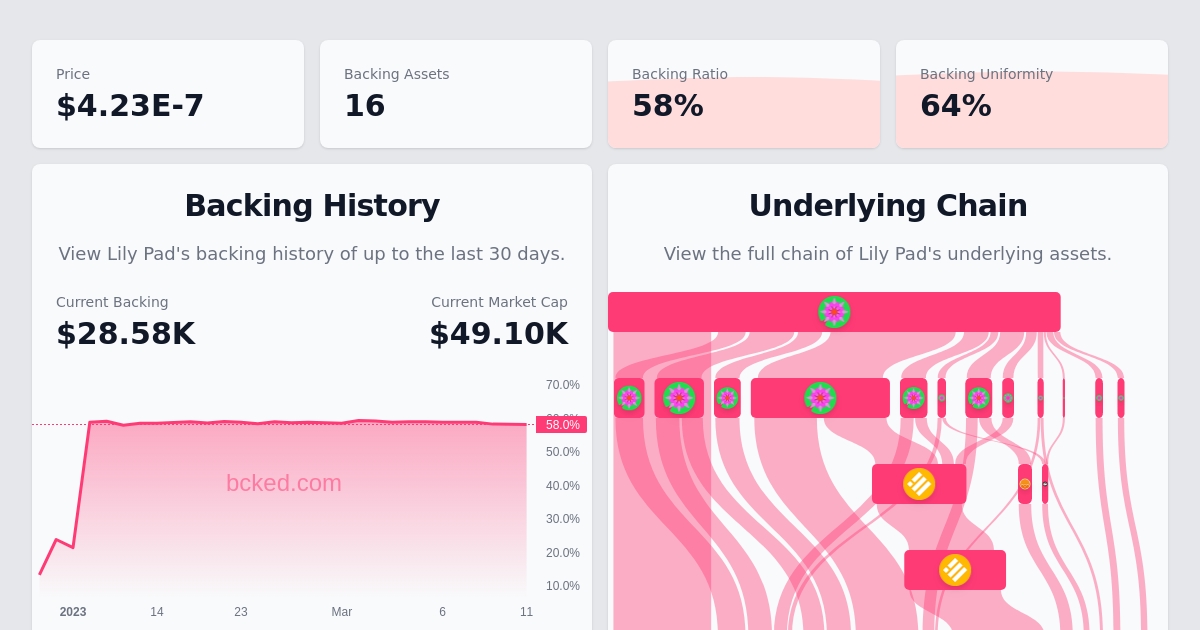 Price
$4.23E-7
Backing Assets
16
Backing Ratio
58%
Backing Uniformity
64%
Backing History
View Lily Pad's backing history of up to the last 30 days.
Current Backing
$28.58K
Current Market Cap
$49.10K
70.0%
58.0%
50.0%
40.0%
30.0%
20.0%
10.0%
bcked.com
2023
14
23
Mar
6
11
Underlying Chain
View the full chain of Lily Pad's underlying assets.